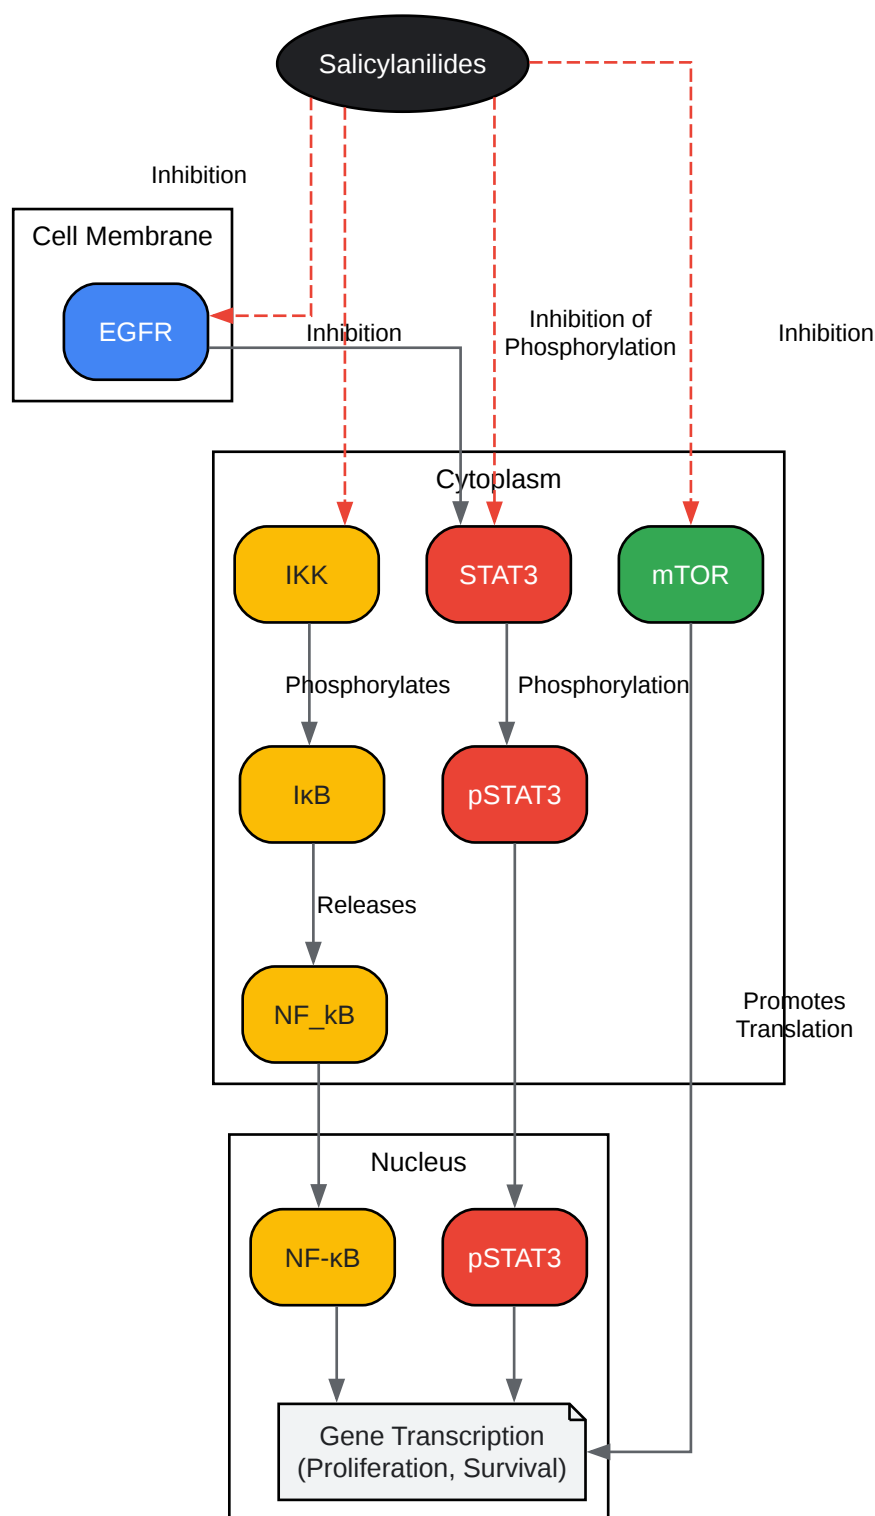 Salicylanilides
Inhibition
Cell Membrane
EGFR
Inhibition
Inhibition of
Phosphorylation
Inhibition
Cytoplasm
IKK
STAT3
mTOR
Phosphorylates
Phosphorylation
IκB
pSTAT3
Releases
NF_kB
Promotes
Translation
Nucleus
NF-κB
pSTAT3
Gene Transcription
(Proliferation, Survival)